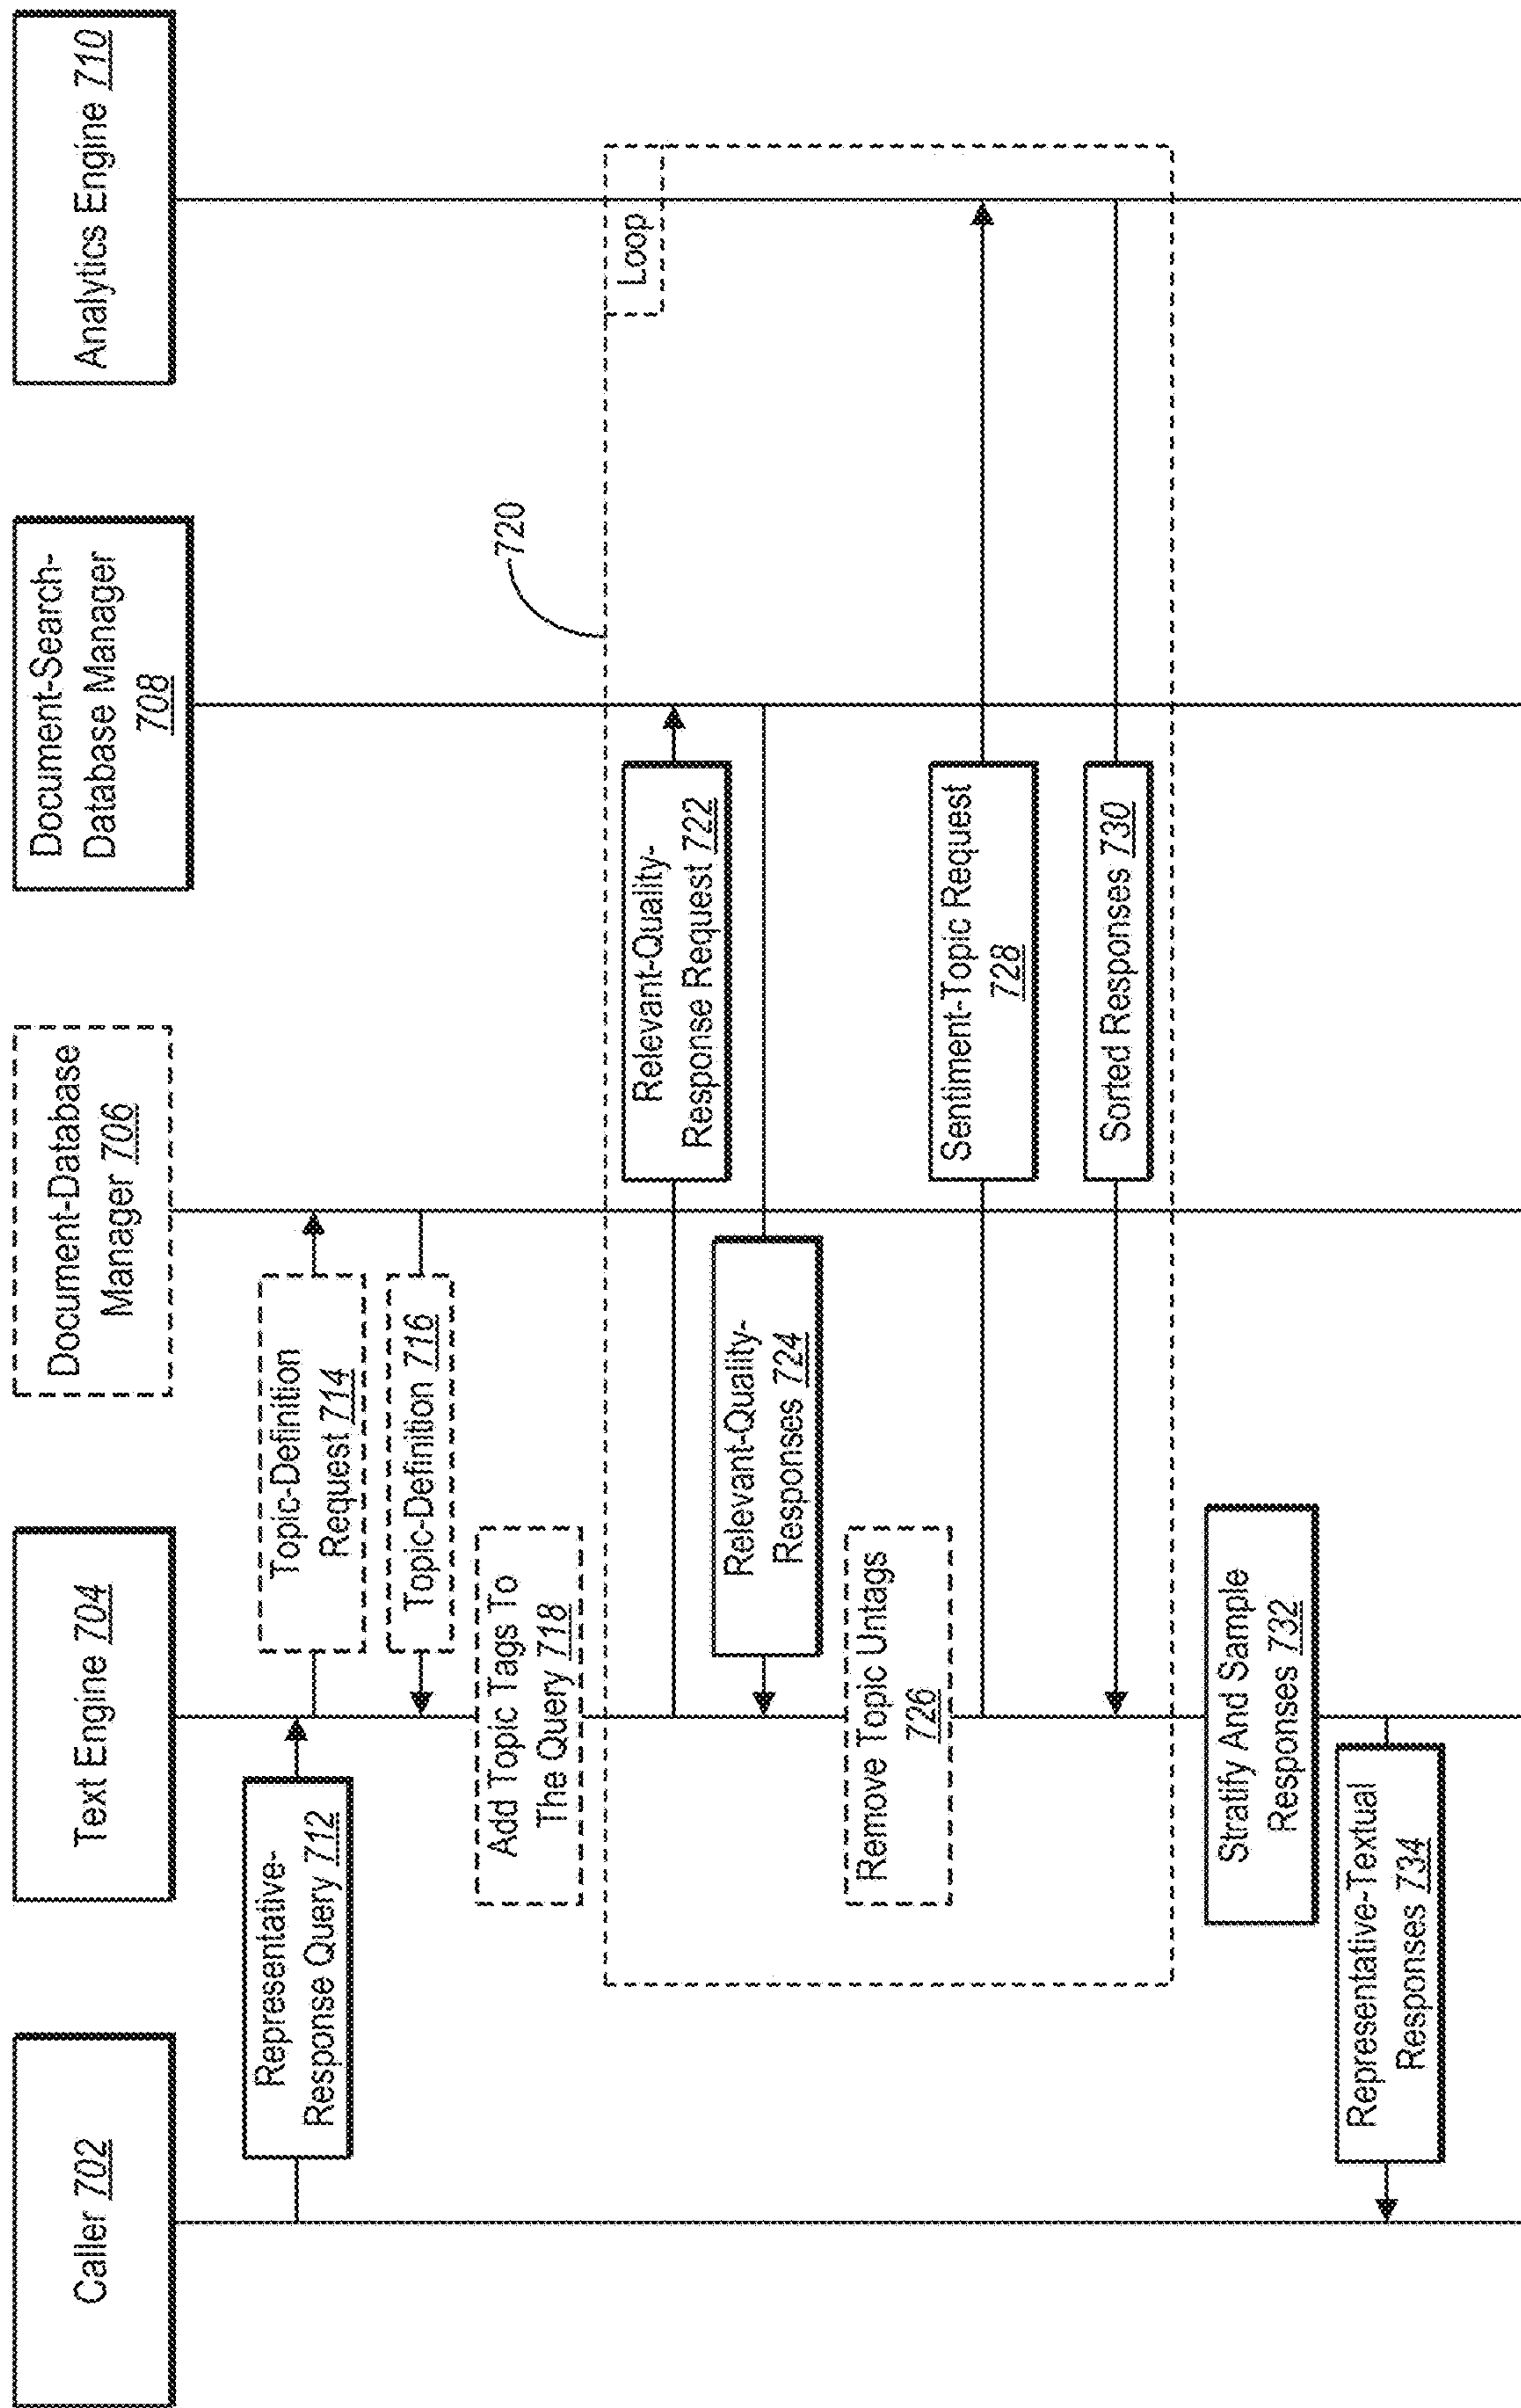 Caller 702
Text Engine 704
Document-Database
Manager 706
Document-Search-
Database Manager
708
Analytics Engine 710
Representative-
Response Query 712
Topic-Definition
Request 714
Topic-Definition 716
Add Topic Tags To
The Query 718
720
Loop
Relevant-Quality-
Response Request 722
Relevant-Quality-
Responses 724
Remove Topic Untags
726
Sentiment-Topic Request
728
Sorted Responses 730
Stratify And Sample
Responses 732
Representative-Textual
Responses 734